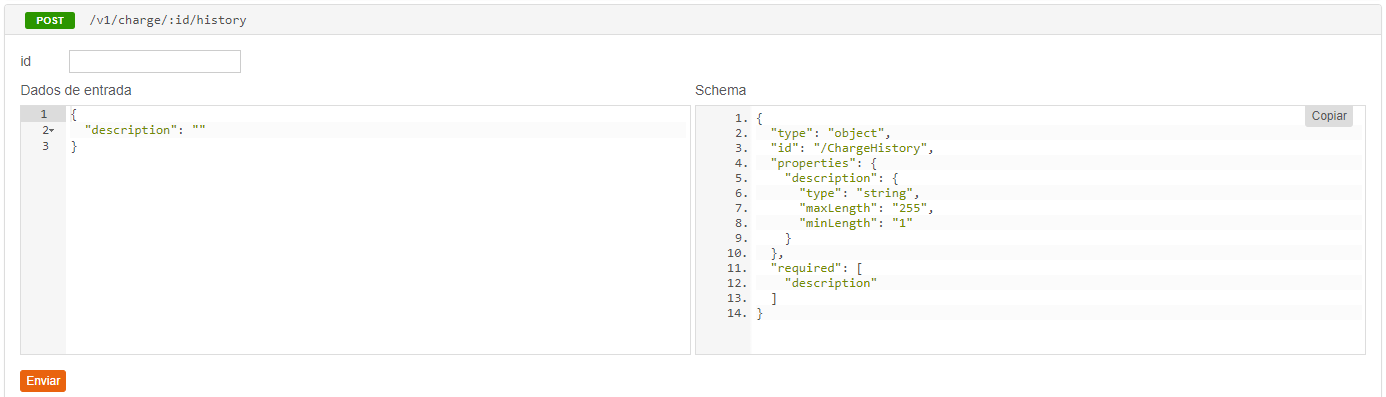 POST /v1/charge/:id/history
id
Dados de entrada
1 {
2 "description": ""
3 }
Schema
Copiar
1. {
2. "type": "object",
3. "id": "/ChargeHistory",
4. "properties": {
5. "description": {
6. "type": "string",
7. "maxLength": "255",
8. "minLength": "1"
9. }
10. },
11. "required": [
12. "description"
13. ]
14. }
Enviar